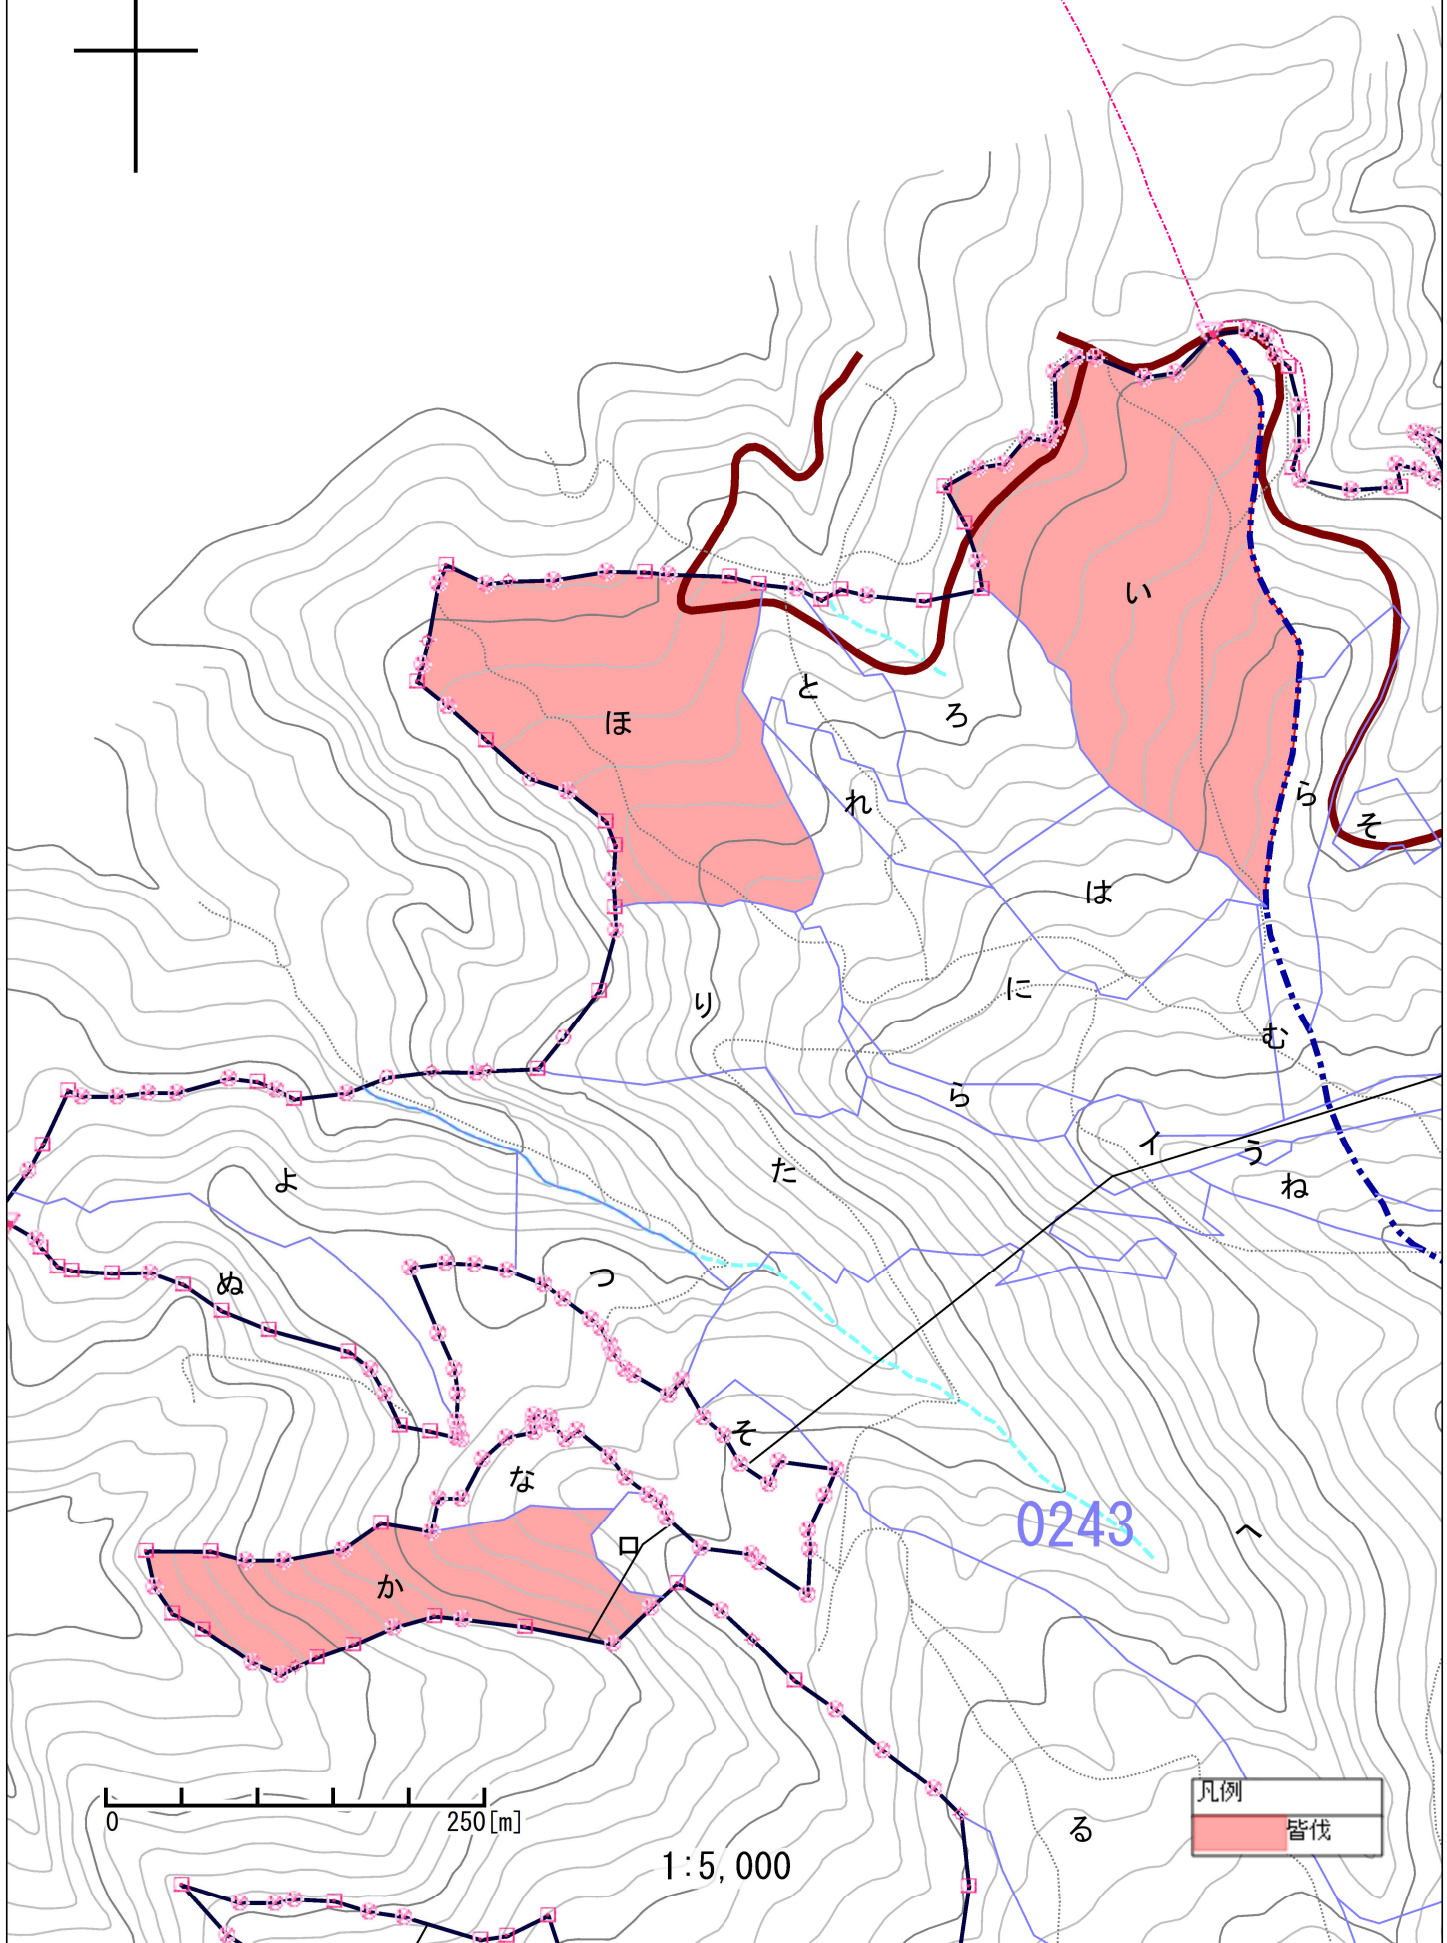 い
と
ろ
ほ
れ
ら
そ
は
に
り
む
ら
イ
う
た
ね
よ
つ
ぬ
そ
な
0243
へ
ロ
か
凡例
皆伐
る
0
250[m]
1:5,000